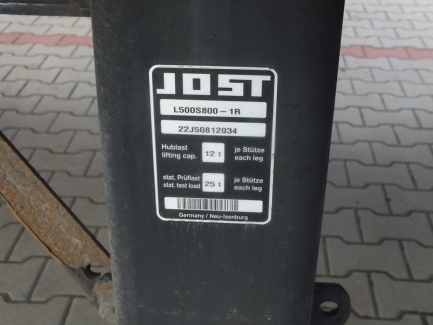 JOST
L500S800-1R
22J50812034
Hublast 12 t je Stütze
lifting cap. each leg
stat. Prüflast 25 t je Stütze
stat. test load each leg
Germany / Neu-Isenburg